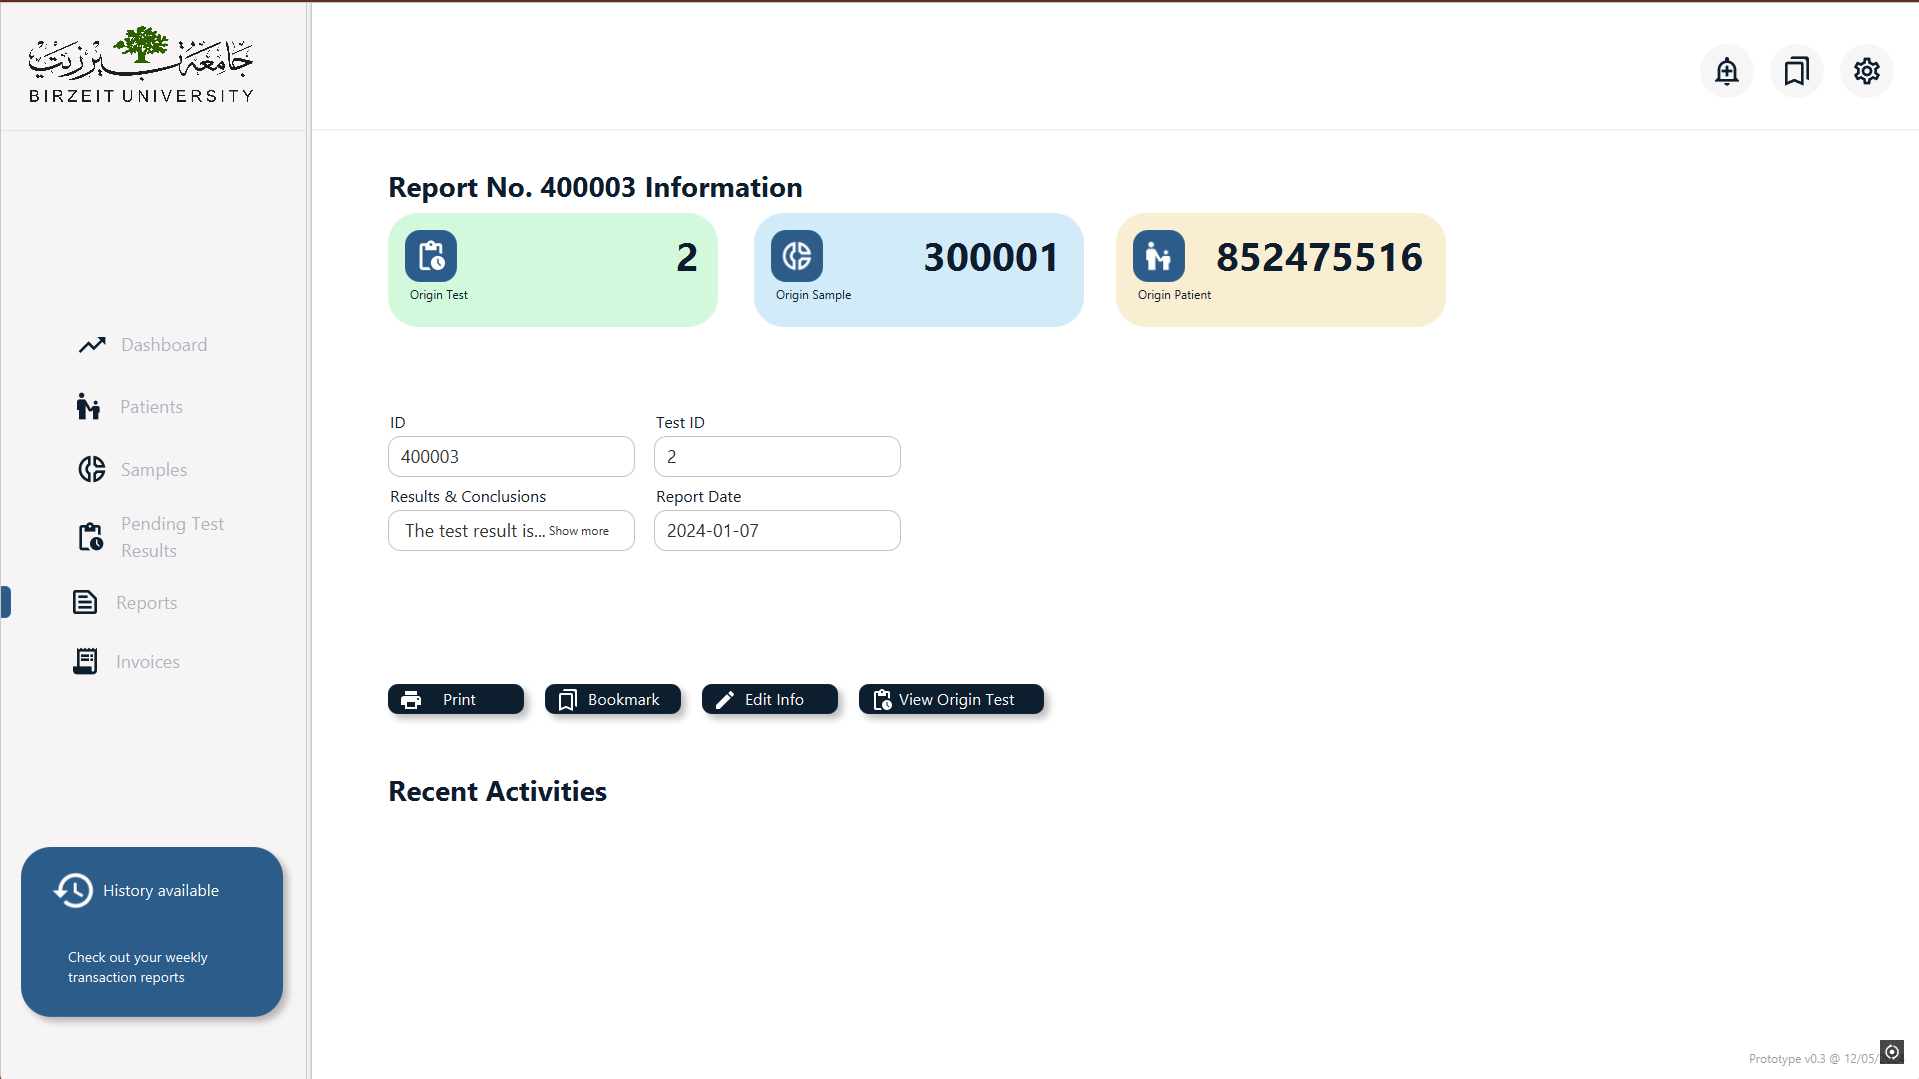 جامعة بيرزيت
BIRZEIT UNIVERSITY
Dashboard
Patients
Samples
Pending Test
Results
Reports
Invoices
History available
Check out your weekly
transaction reports
Report No. 400003 Information
2
Origin Test
300001
Origin Sample
852475516
Origin Patient
ID
Test ID
400003
2
Results & Conclusions
Report Date
The test result is... Show more
2024-01-07
Print
Bookmark
Edit Info
View Origin Test
Recent Activities
Prototype v0.3 @ 12/05/